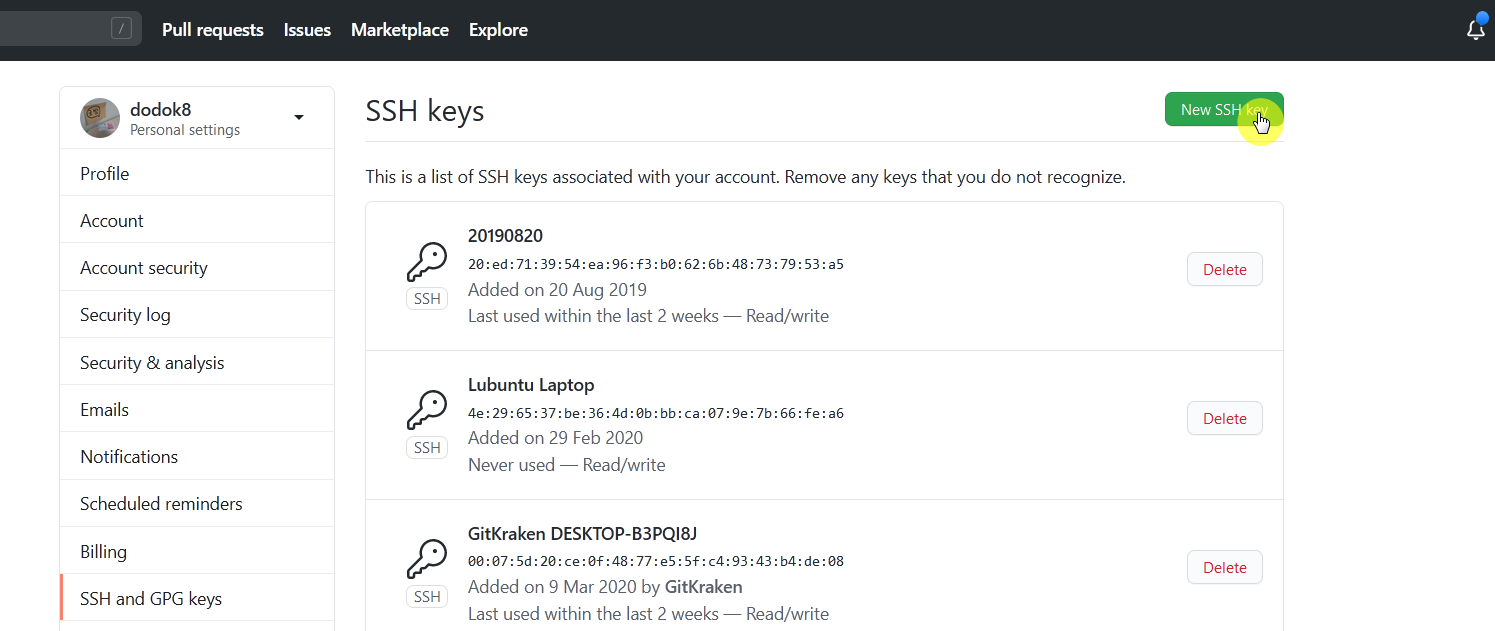 / Pull requests Issues Marketplace Explore
dodok8
Personal settings
Profile
Account
Account security
Security log
Security & analysis
Emails
Notifications
Scheduled reminders
Billing
SSH and GPG keys
SSH keys
New SSH key
This is a list of SSH keys associated with your account. Remove any keys that you do not recognize.
20190820
20:ed:71:39:54:ea:96:f3:b0:62:6b:48:73:79:53:a5
Added on 20 Aug 2019
Last used within the last 2 weeks — Read/write
SSH
Delete
Lubuntu Laptop
4e:29:65:37:be:36:4d:0b:bb:ca:07:9e:7b:66:fe:a6
Added on 29 Feb 2020
Never used — Read/write
SSH
Delete
GitKraken DESKTOP-B3PQI8J
00:07:5d:20:ce:0f:48:77:e5:5f:c4:93:43:b4:de:08
Added on 9 Mar 2020 by GitKraken
Last used within the last 2 weeks — Read/write
SSH
Delete